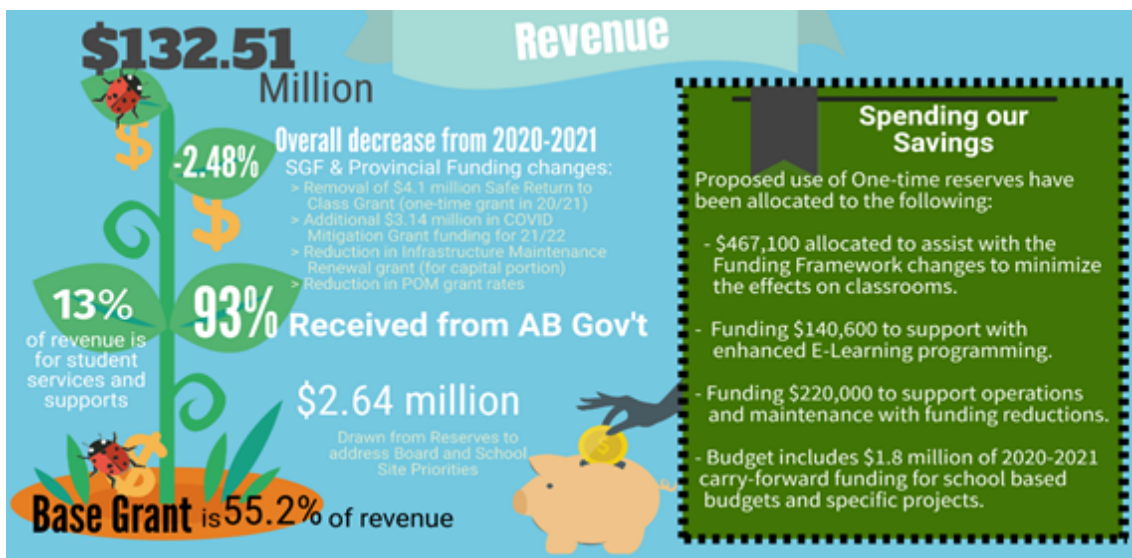 Revenue
$132.51
Million
-2.48%
Overall decrease from 2020-2021
SGF & Provincial Funding changes:
> Removal of $4.1 million Safe Return to
Class Grant (one-time grant in 20/21)
> Additional $3.14 million in COVID
Mitigation Grant funding for 21/22
> Reduction in Infrastructure Maintenance
Renewal grant (for capital portion)
> Reduction in POM grant rates
13%
of revenue is
for student
services and
supports
93% Received from AB Gov't
$2.64 million
Drawn from Reserves to
address Board and School
Site Priorities
Base Grant is 55.2% of revenue
Spending our
Savings
Proposed use of One-time reserves have
been allocated to the following:
- $467,100 allocated to assist with the
Funding Framework changes to minimize
the effects on classrooms.
- Funding $140,600 to support with
enhanced E-Learning programming.
- Funding $220,000 to support operations
and maintenance with funding reductions.
- Budget includes $1.8 million of 2020-2021
carry-forward funding for school based
budgets and specific projects.